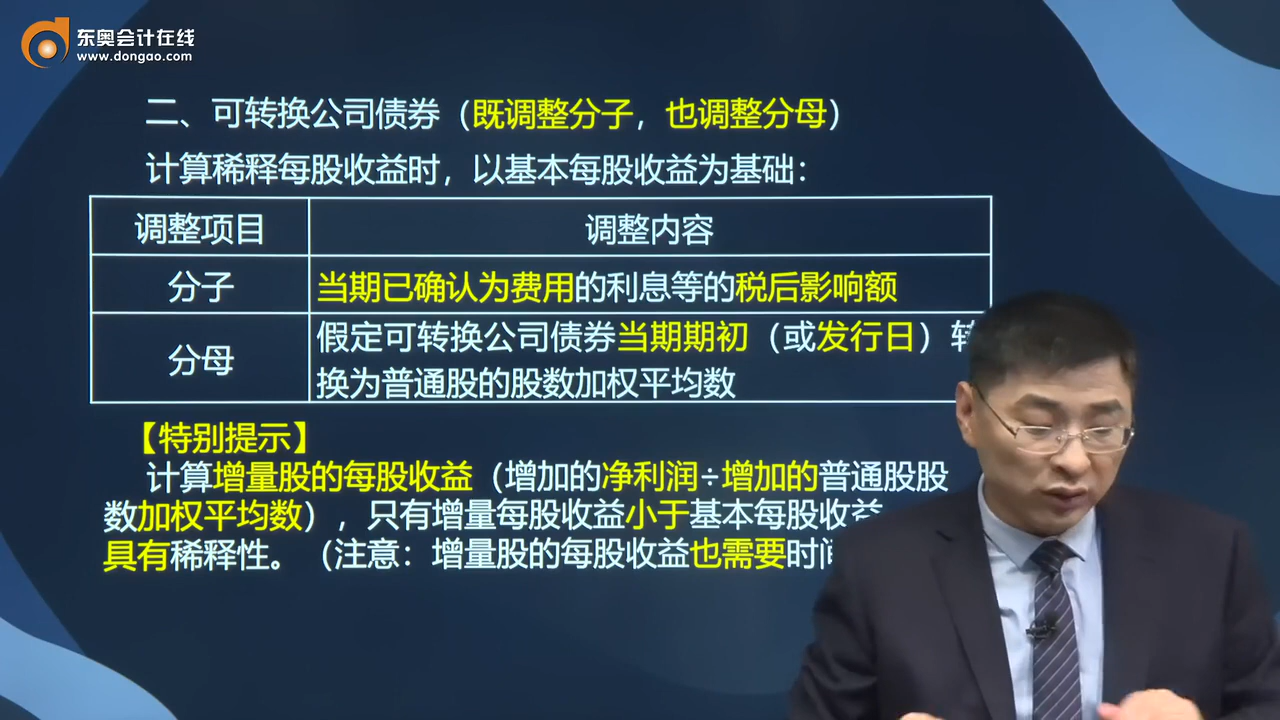 东奥会计在线
www.dongao.com
二、可转换公司债券（既调整分子，也调整分母）
计算稀释每股收益时，以基本每股收益为基础：
调整项目 调整内容
分子 当期已确认为费用的利息等的税后影响额
分母 假定可转换公司债券当期期初（或发行日）转
换为普通股的股数加权平均数
【特别提示】
计算增量股的每股收益（增加的净利润÷增加的普通股股
数加权平均数），只有增量每股收益小于基本每股收益
具有稀释性。（注意：增量股的每股收益也需要时间